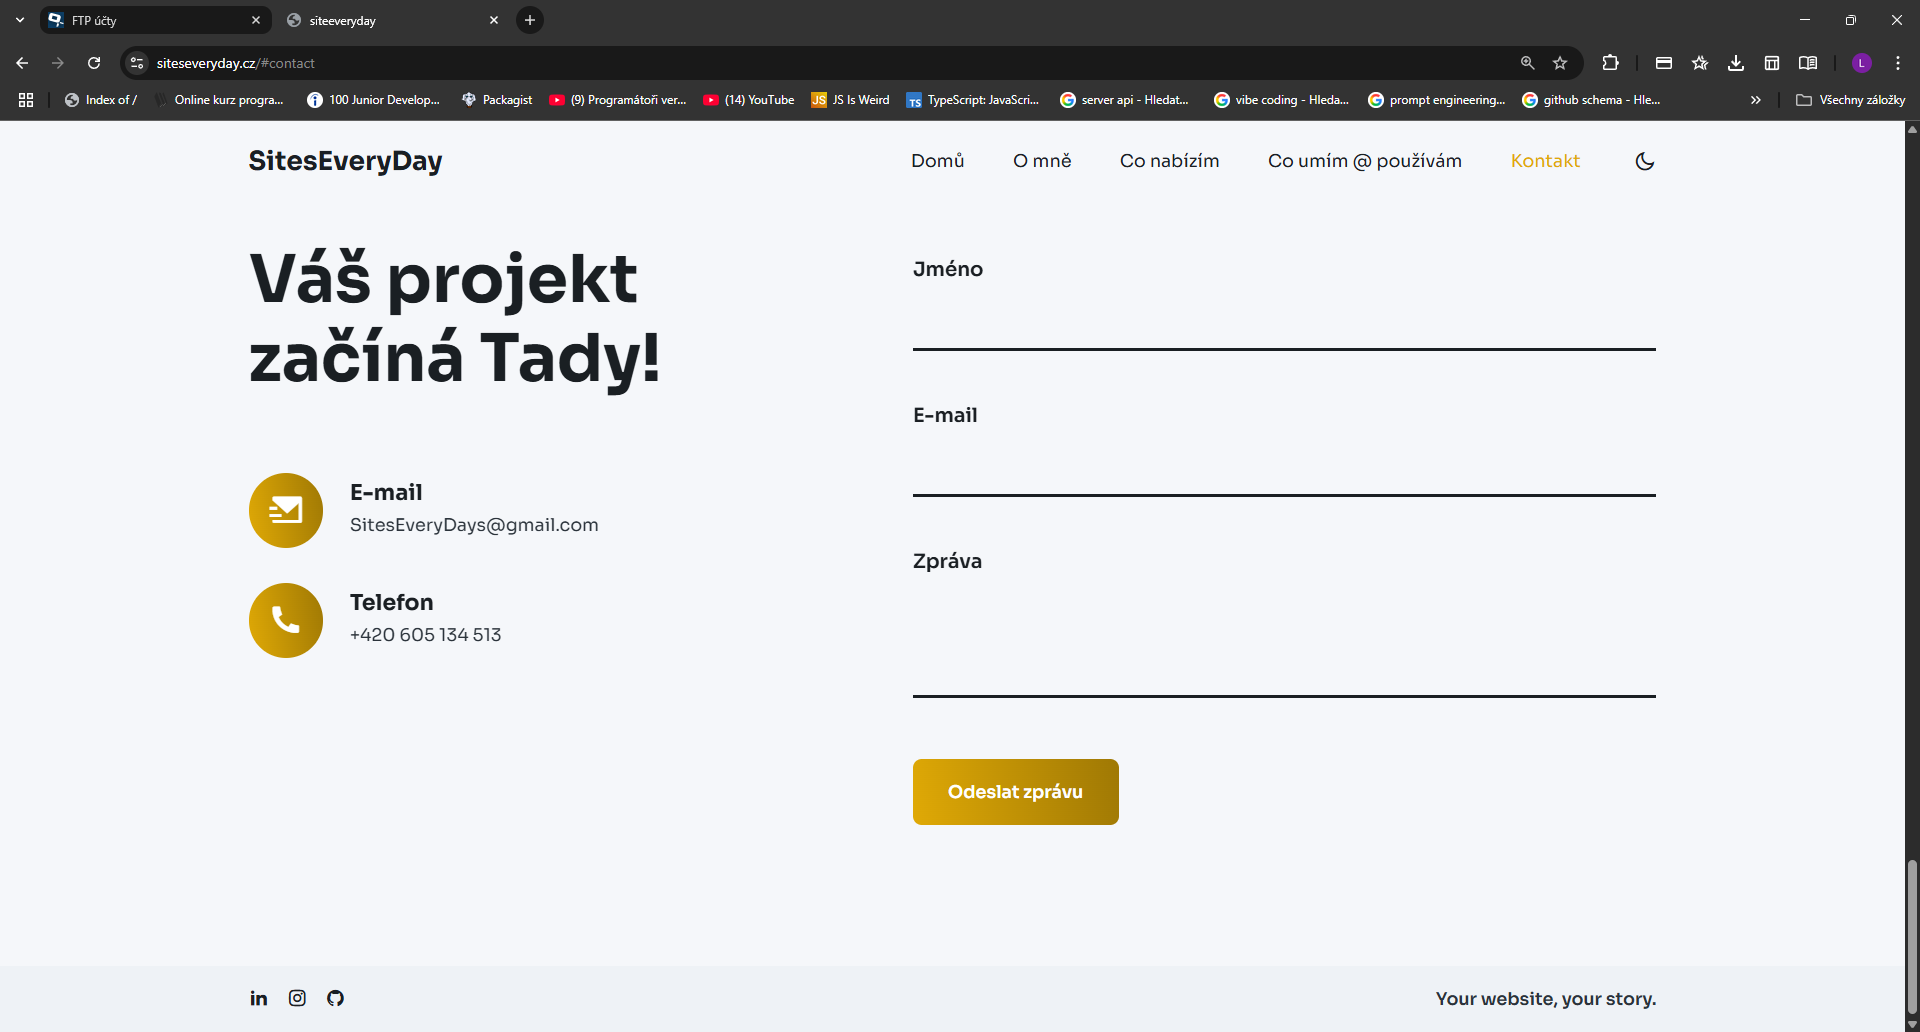 FTP účty
siteeveryday
siteseveryday.cz/#contact
L
Index of /
Online kurz progra...
100 Junior Develop...
Packagist
(9) Programátoři ver...
(14) YouTube
JS JS Is Weird
TS TypeScript: JavaScri...
server api - Hledat...
vibe coding - Hleda...
prompt engineering...
github schema - Hle...
Všechny záložky
SitesEveryDay
Domů
O mně
Co nabízím
Co umím @ používám
Kontakt
Váš projekt
začíná Tady!
E-mail
SitesEveryDays@gmail.com
Telefon
+420 605 134 513
Jméno
E-mail
Zpráva
Odeslat zprávu
in
Your website, your story.